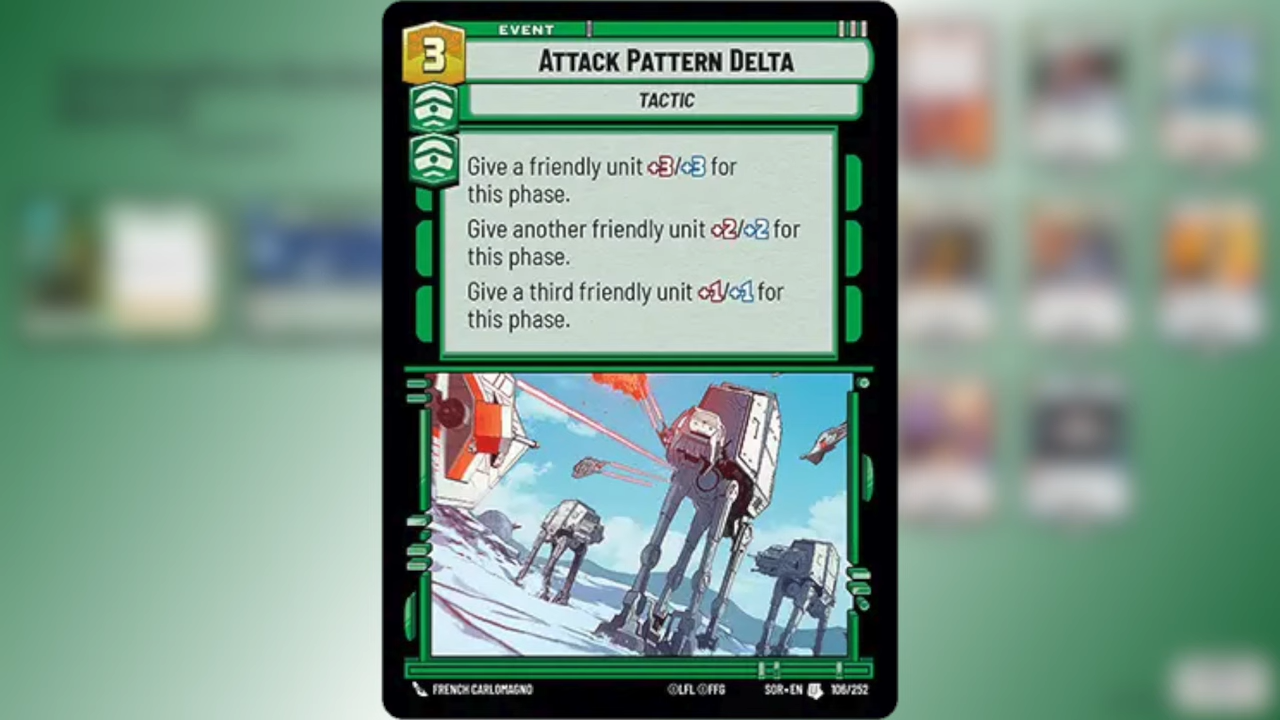 EVENT
3
ATTACK PATTERN DELTA
TACTIC
Give a friendly unit +3/+3 for
this phase.
Give another friendly unit +2/+2 for
this phase.
Give a third friendly unit +1/+1 for
this phase.
FRENCH CARLOMAGNO
ⓒLFL ⓒFFG
SOR•EN
U
106/252